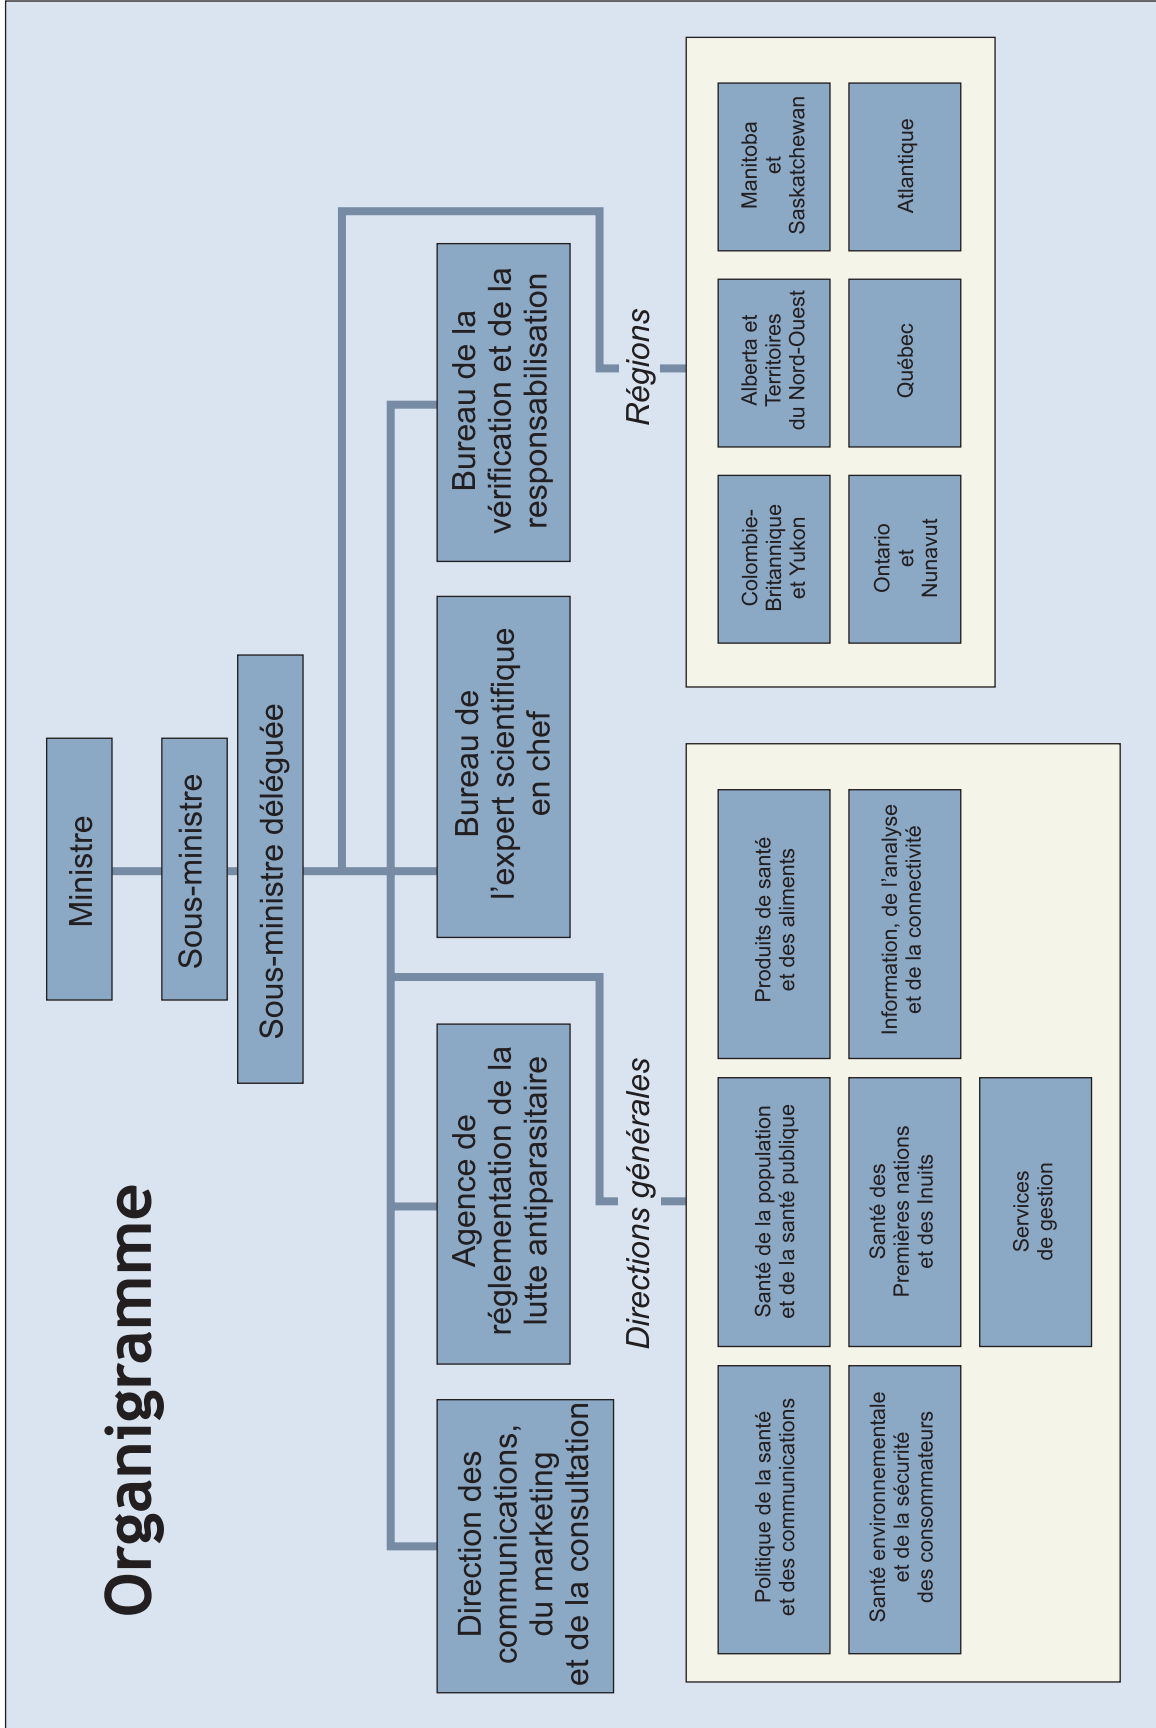 Organigramme
Ministre
Sous-ministre
Sous-ministre déléguée
Direction des
communications,
du marketing
et de la consultation
Agence de
réglementation de la
lutte antiparasitaire
Bureau de
l'expert scientifique
en chef
Bureau de la
vérification et de la
responsabilisation
Directions générales
Politique de la santé
et des communications
Santé de la population
et de la santé publique
Produits de santé
et des aliments
Santé environnementale
et de la sécurité
des consommateurs
Santé des
Premières nations
et des Inuits
Information, de l'analyse
et de la connectivité
Services
de gestion
Régions
Colombie-
Britannique
et Yukon
Alberta et
Territoires
du Nord-Ouest
Manitoba
et
Saskatchewan
Ontario
et
Nunavut
Québec
Atlantique